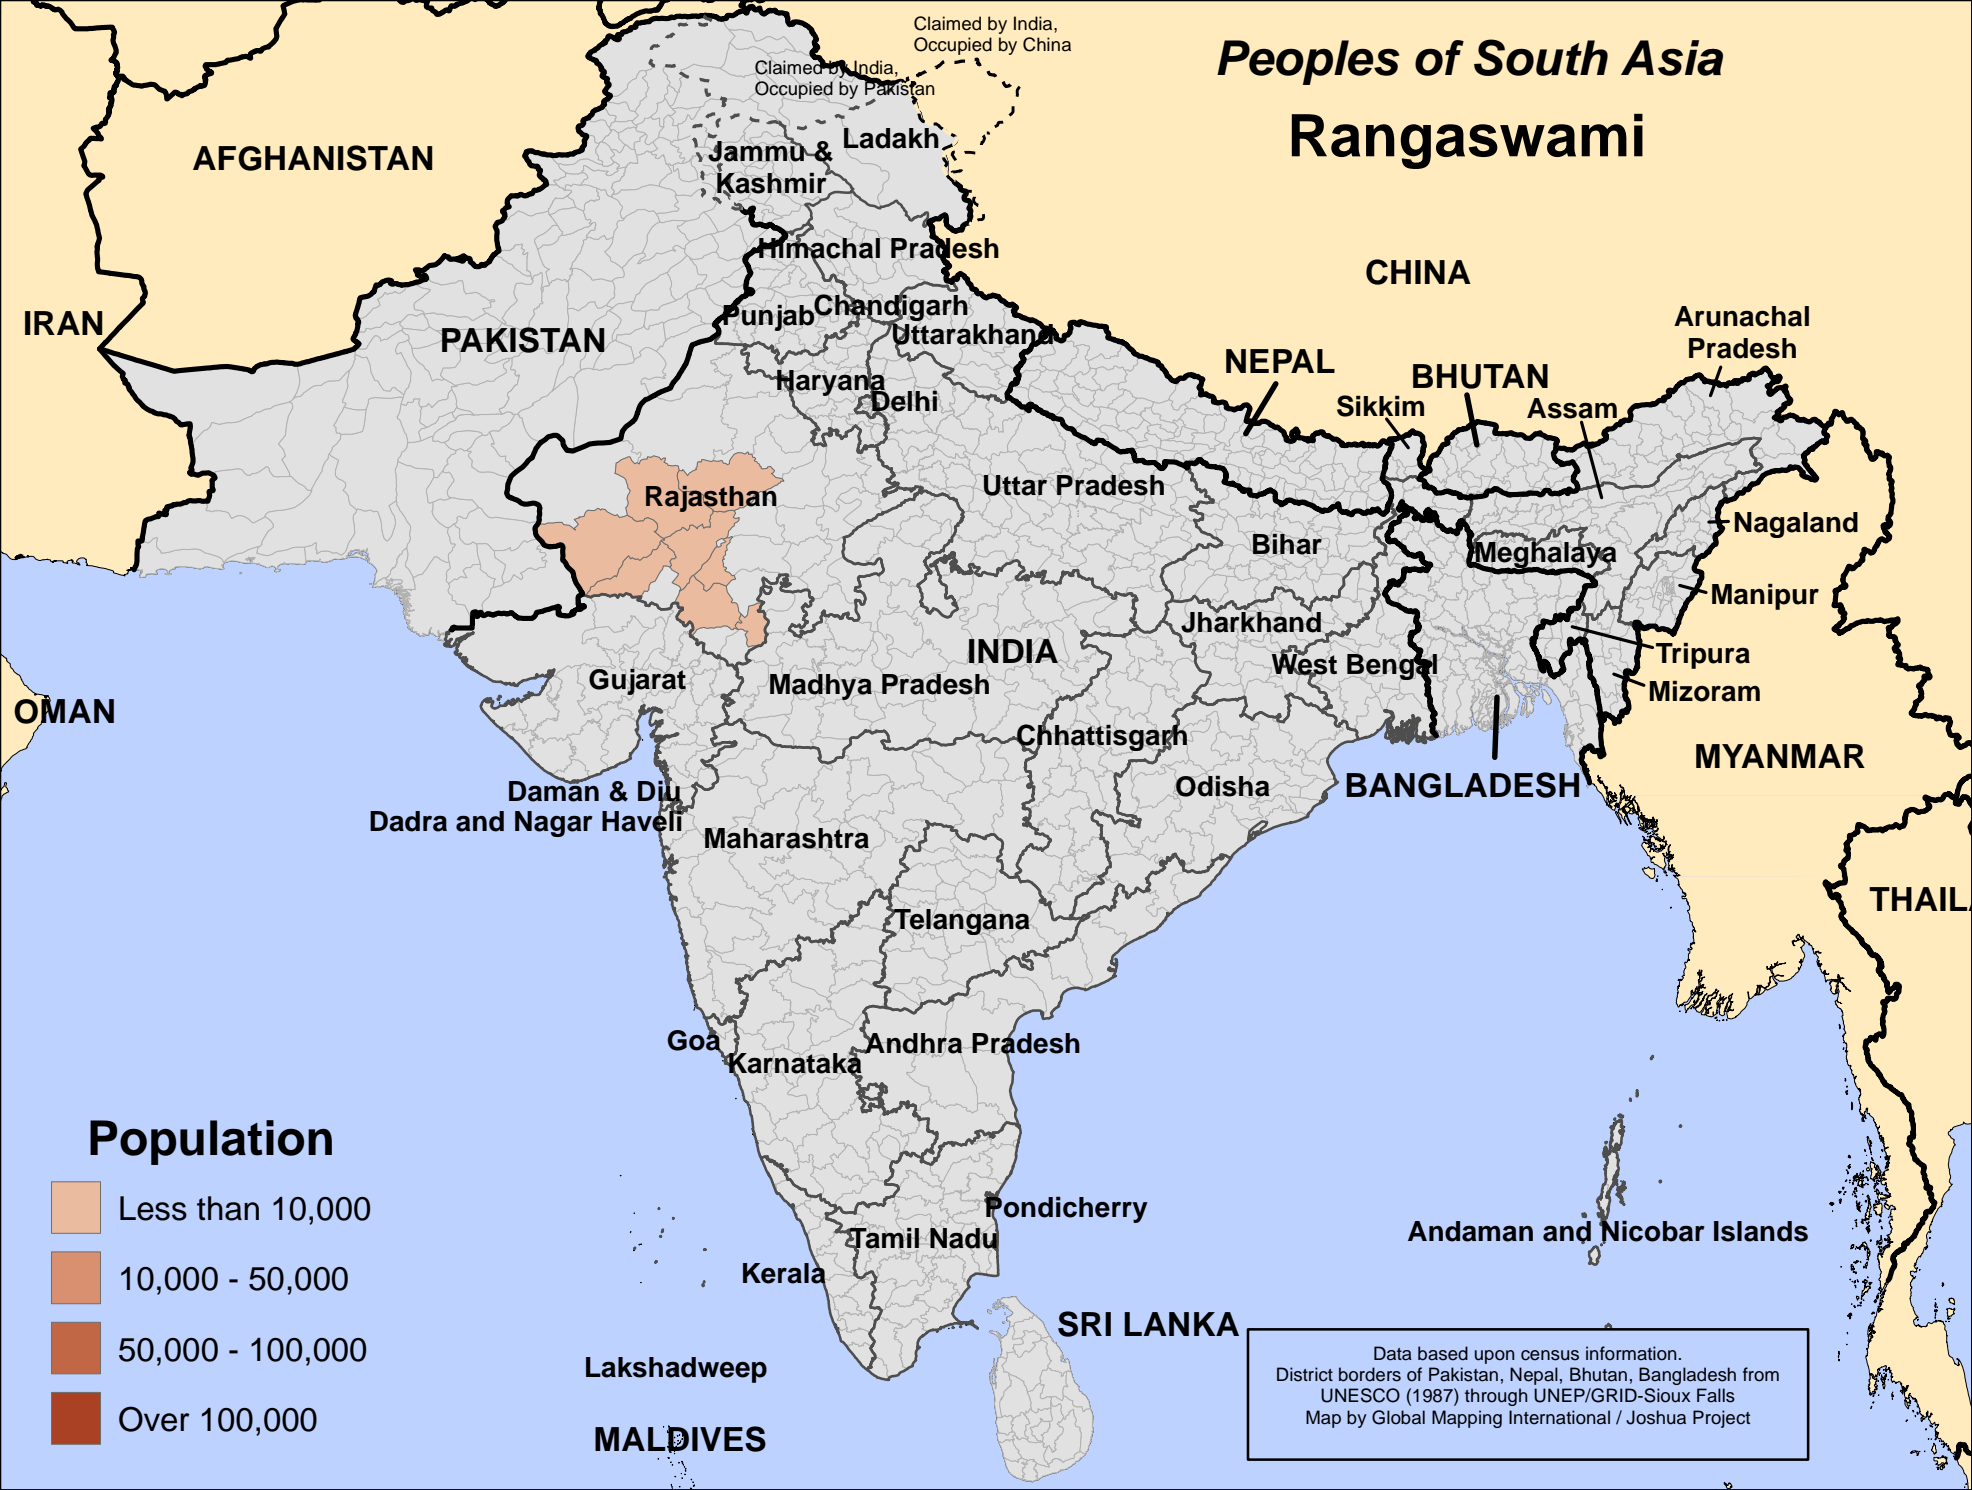 Claimed by India,
Occupied by China
Peoples of South Asia
Claimed by India,
Occupied by Pakistan
Rangaswami
Ladakh
Jammu &
Kashmir
AFGHANISTAN
Himachal Pradesh
CHINA
Chandigarh
Punjab
IRAN
Uttarakhand
PAKISTAN
Arunachal
Pradesh
NEPAL
BHUTAN
Haryana
Delhi
Sikkim
Assam
Uttar Pradesh
Rajasthan
Nagaland
Bihar
Meghalaya
Manipur
Jharkhand
INDIA
Tripura
West Bengal
Gujarat
Madhya Pradesh
Mizoram
OMAN
Chhattisgarh
MYANMAR
Odisha
BANGLADESH
Daman & Diu
Dadra and Nagar Haveli
Maharashtra
THAILA
Telangana
Goa
Andhra Pradesh
Karnataka
Population
Less than 10,000
10,000 - 50,000
50,000 - 100,000
Over 100,000
Pondicherry
Tamil Nadu
Andaman and Nicobar Islands
Kerala
SRI LANKA
Lakshadweep
MALDIVES
Data based upon census information.
District borders of Pakistan, Nepal, Bhutan, Bangladesh from
UNESCO (1987) through UNEP/GRID-Sioux Falls
Map by Global Mapping International / Joshua Project